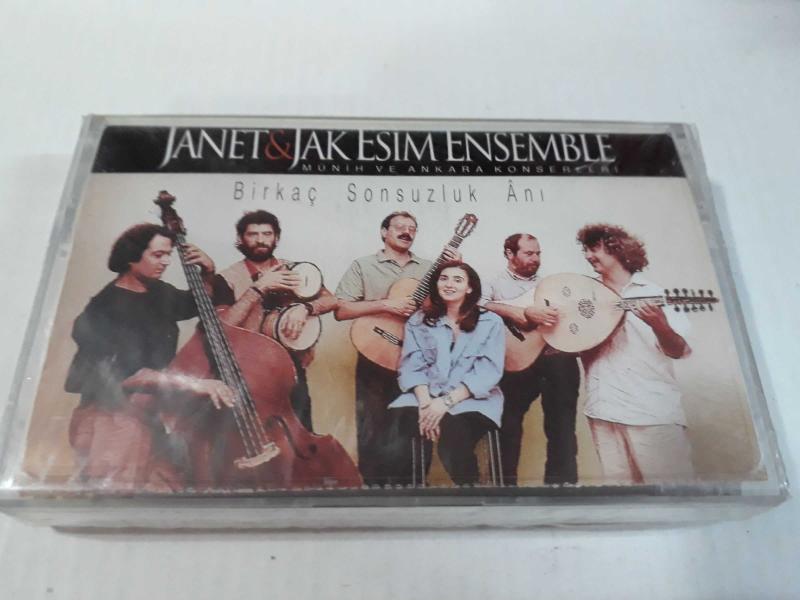 JANET & JAK ESIM ENSEMBLE
MÜNİH VE ANKARA KONSERLERİ
Birkaç Sonsuzluk Ânı